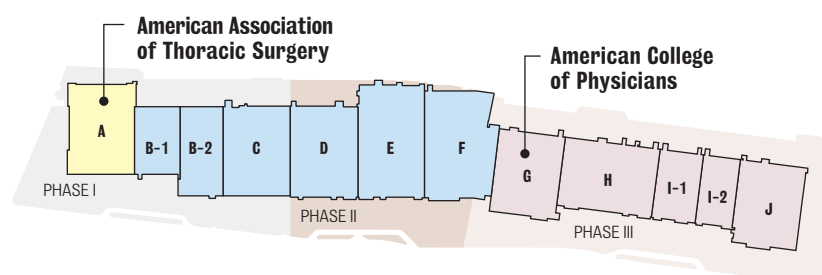 American Association
of Thoracic Surgery
American College
of Physicians
A
B-1
B-2
C
D
E
F
G
H
I-1
I-2
J
PHASE I
PHASE II
PHASE III